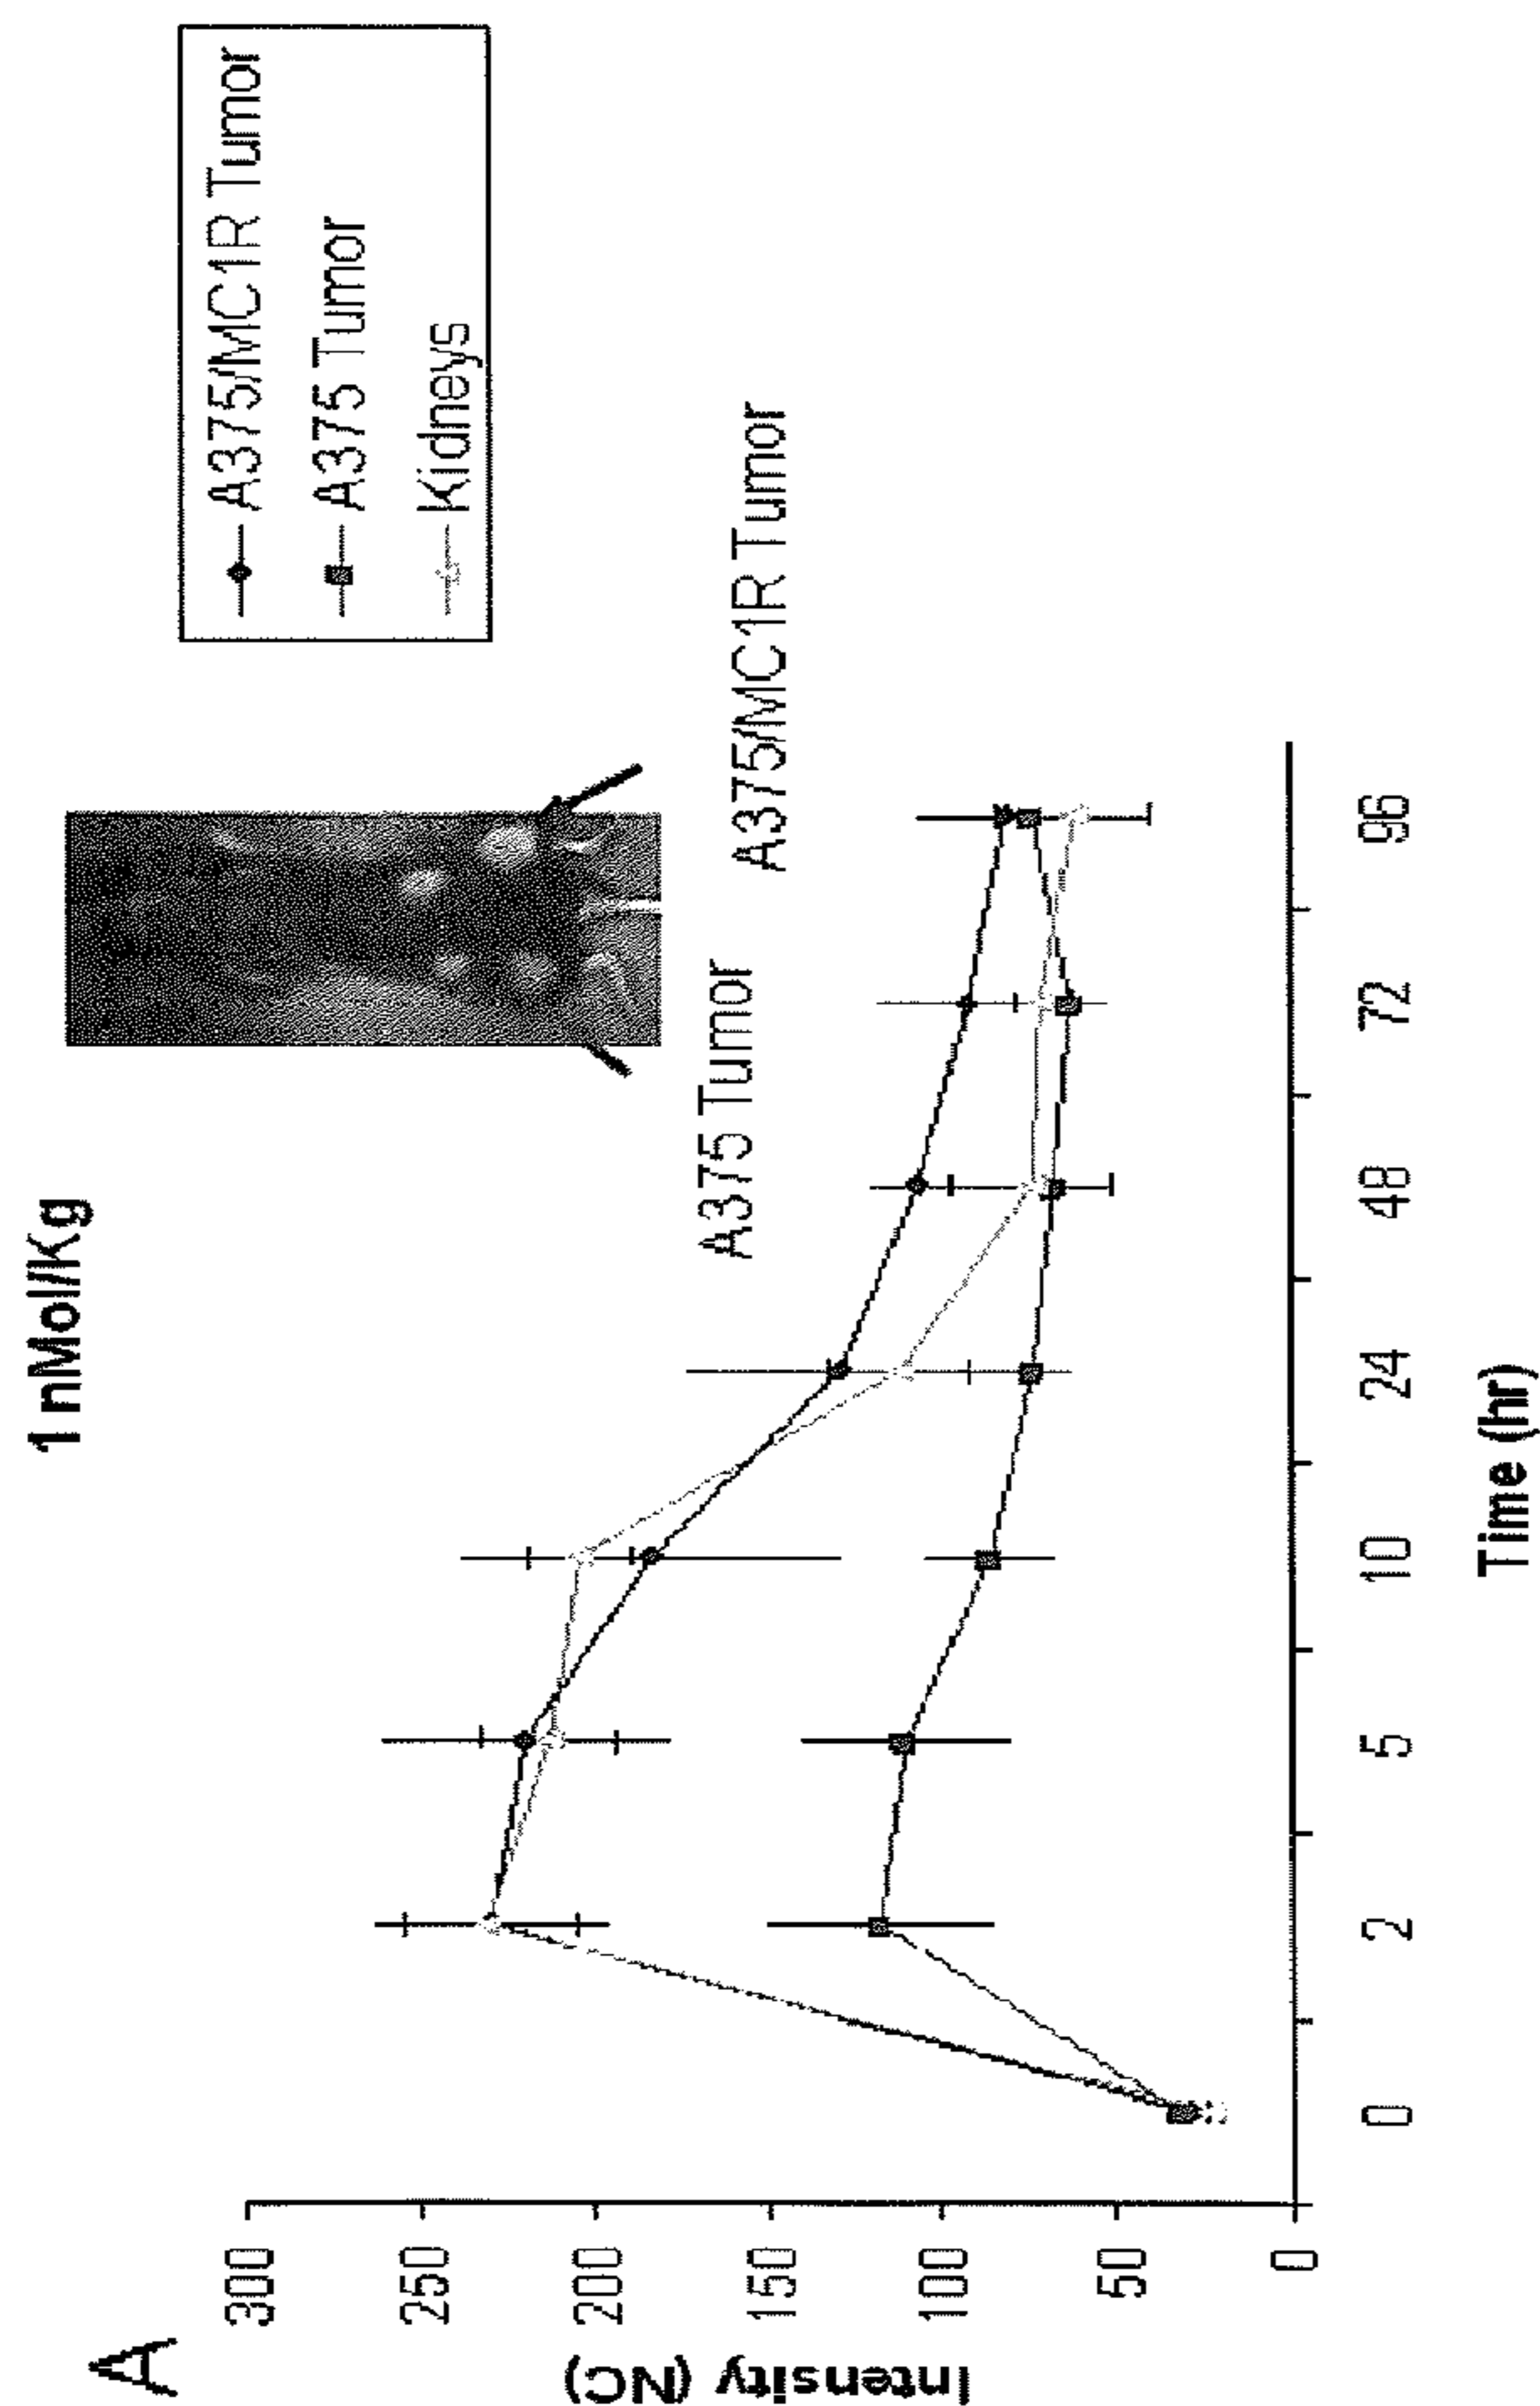 A
1 nMol/Kg
A375/MC1R Tumor
A375 Tumor
Kidneys
A375 Tumor
A375/MC1R Tumor
Intensity (NC)
300
250
200
150
100
50
0
0 2 5 10 24 48 72 96
Time (hr)